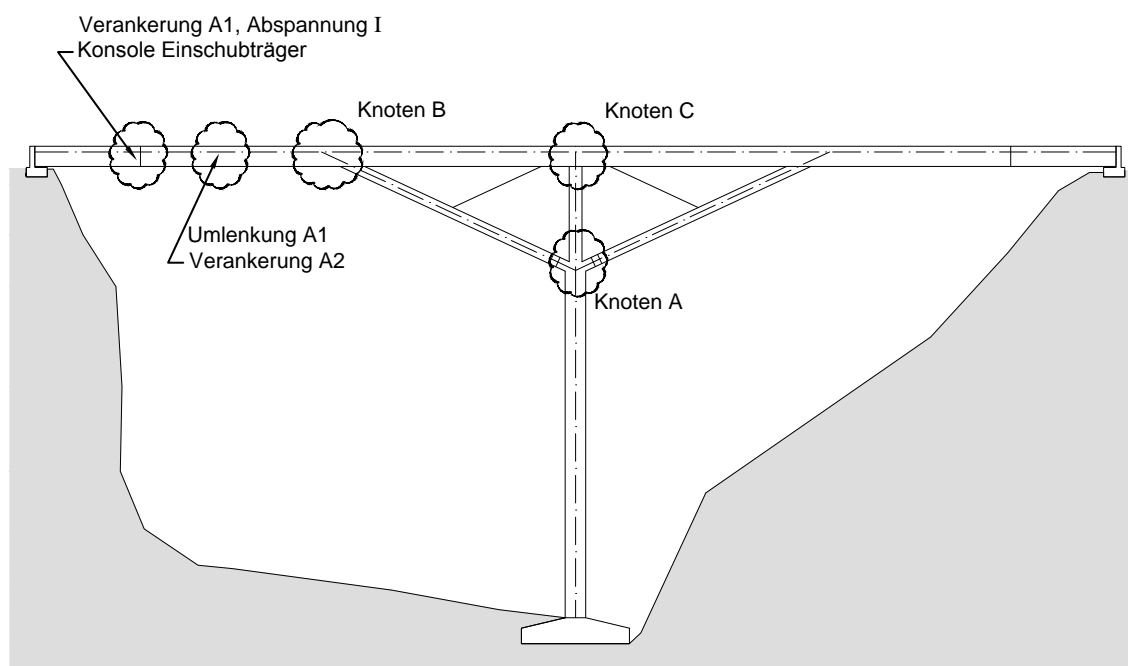 Verankerung A1, Abspannung I
Konsole Einschubträger
Knoten B
Knoten C
Umlenkung A1
Verankerung A2
Knoten A